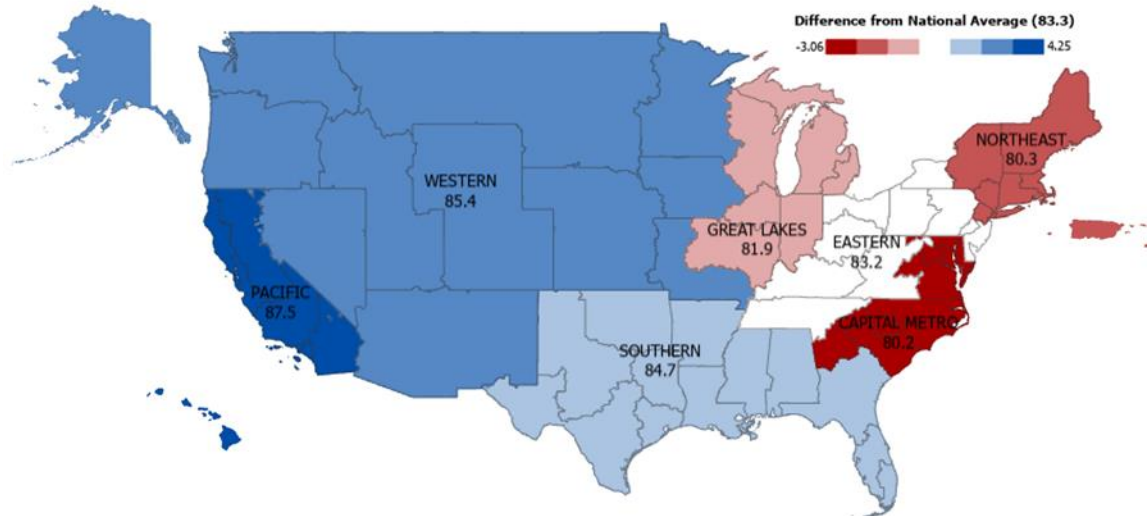 Difference from National Average (83.3)
-3.06 4.25
NORTHEAST
80.3
WESTERN
85.4
GREAT LAKES
81.9
EASTERN
83.2
PACIFIC
87.5
CAPITAL METRO
80.2
SOUTHERN
84.7